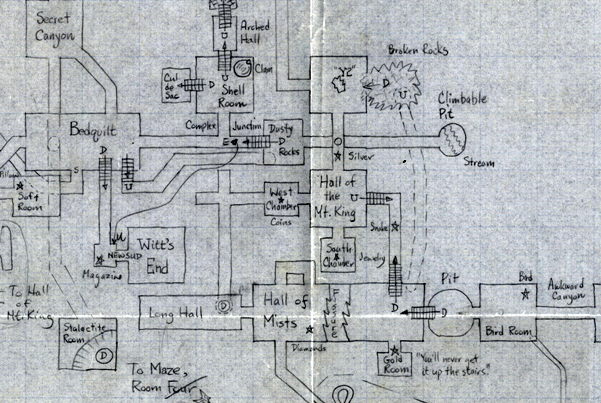 Secret
Canyon
Arched
Hall
Clam
Shell
Room
D
Cul
de
Sac
D
U
Broken Rocks
Y2
D
U
Climbable
Pit
Stream
Bedquilt
D
U
Complex
Junction
D
Dusty
Rocks
Silver
Pillow
Soft
Room
S
West
Chamber
Coins
Hall of
the
Mt. King
U
Snake
South
Chamber
Jewelry
NEWSUD
Magazine
Witt's
End
To Hall
of
Mt. King
Stalactite
Room
D
Long Hall
Hall of
Mists
Fissure
Diamonds
D
Pit
D
Bird
Bird Room
Awkward
Canyon
Gold
Room
"You'll never get
it up the stairs."
To Maze,
Room Four